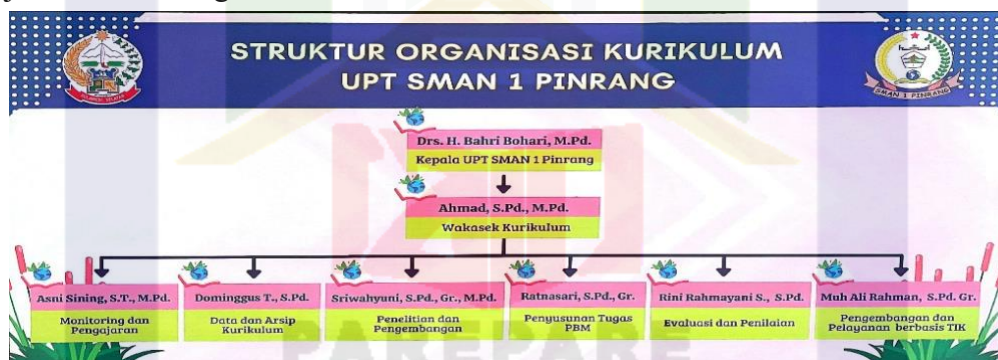 STRUKTUR ORGANISASI KURIKULUM
UPT SMAN 1 PINRANG
SMAN 1 PINRANG
Drs. H. Bahri Bohari, M.Pd.
Kepala UPT SMAN 1 Pinrang
Ahmad, S.Pd., M.Pd.
Wakasek Kurikulum
Asni Sining, S.T., M.Pd.
Monitoring dan
Pengajaran
Dominggus T., S.Pd.
Data dan Arsip
Kurikulum
Sriwahyuni, S.Pd., Gr., M.Pd.
Penelitian dan
Pengembangan
Ratnasari, S.Pd., Gr.
Penyusunan Tugas
PBM
Rini Rahmayani S., S.Pd.
Evaluasi dan Penilaian
Muh Ali Rahman, S.Pd. Gr.
Pengembangan dan
Pelayanan berbasis TIK
PAREPARE